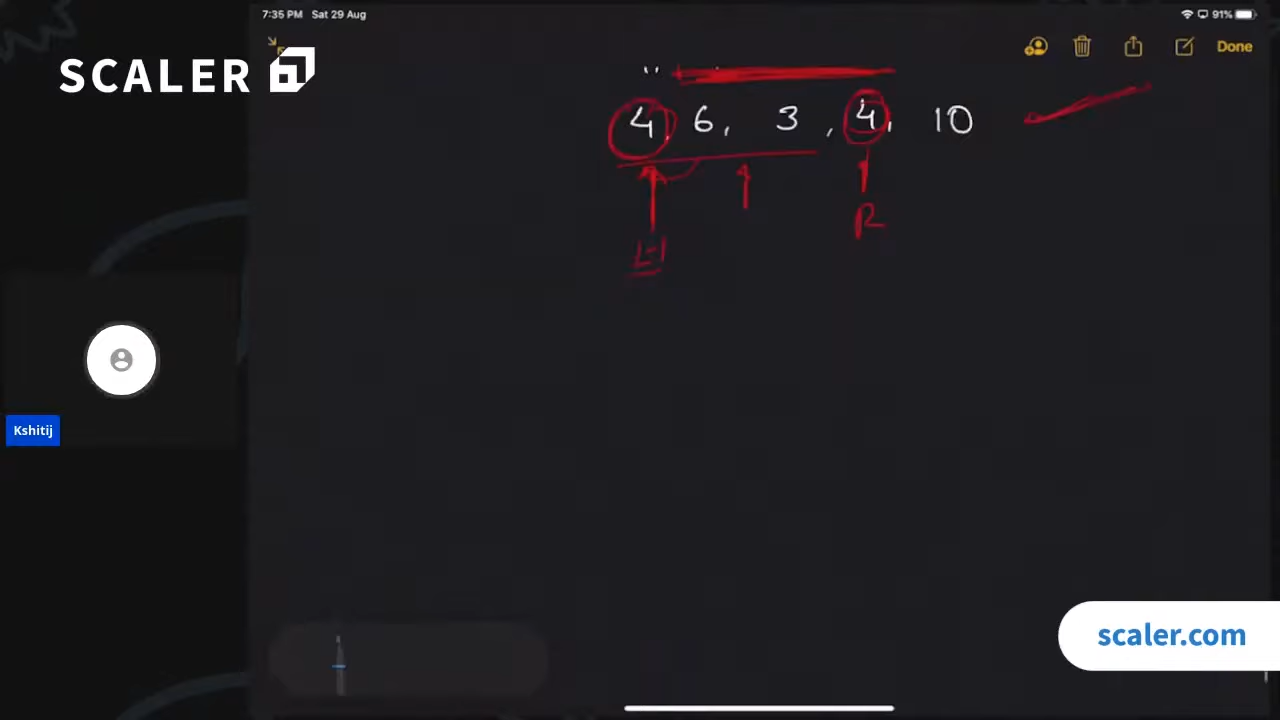 7:35 PM Sat 29 Aug
91%
Done
SCALER
4, 6, 3, 4, 10
L-1
R
Kshitij
scaler.com